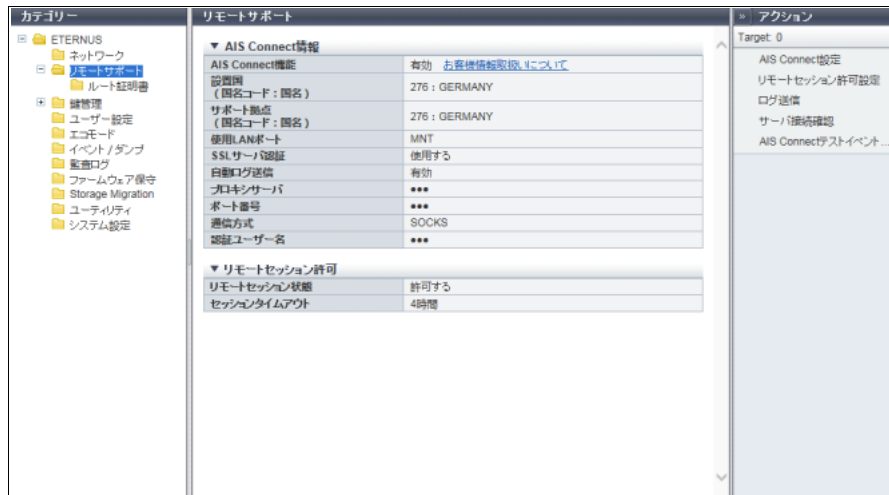 カテゴリー
ETERNUS
ネットワーク
リモートサポート
ルート証明書
鍵管理
ユーザー設定
エコモード
イベント / ダンプ
監査ログ
ファームウェア保守
Storage Migration
ユーティリティ
システム設定
リモートサポート
▼ AIS Connect情報
AIS Connect機能 有効 お客様情報取扱いについて
設置国
( 国名コード : 国名 ) 276 : GERMANY
サポート拠点
( 国名コード : 国名 ) 276 : GERMANY
使用LANポート MNT
SSLサーバ認証 使用する
自動ログ送信 有効
プロキシサーバ ●●●
ポート番号 ●●●
通信方式 SOCKS
認証ユーザー名 ●●●
▼ リモートセッション許可
リモートセッション状態 許可する
セッションタイムアウト 4時間
» アクション
Target: 0
AIS Connect設定
リモートセッション許可設定
ログ送信
サーバ接続確認
AIS Connectテストイベント...